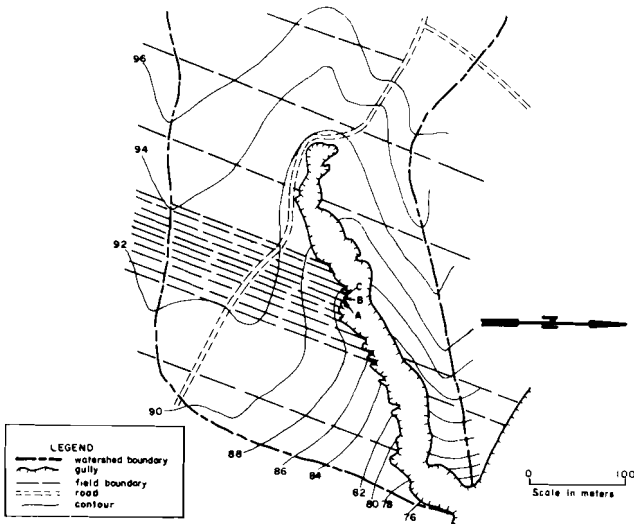 96
94
92
C
B
A
N
90
88
86
84
82
80
78
76
LEGEND
watershed boundary
gully
field boundary
road
contour
0 100
Scale in meters